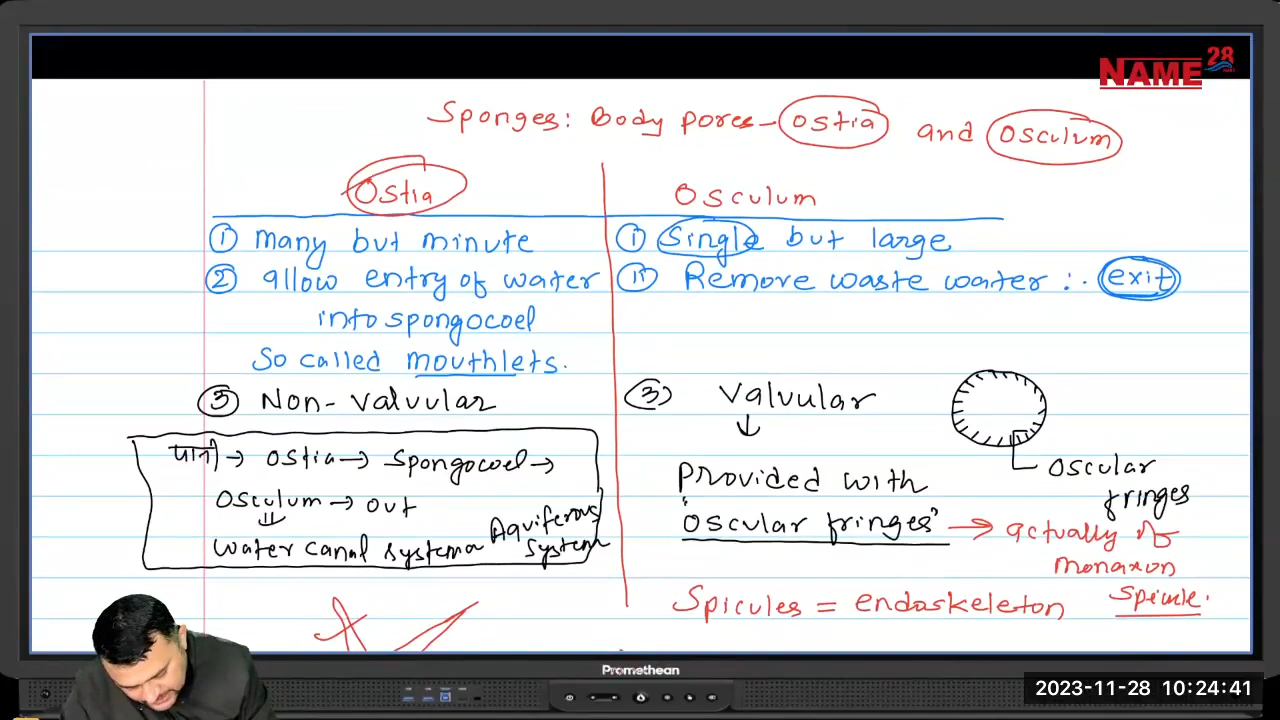 NAME 28
Sponges: Body pores - ostia and osculum
Ostia
Osculum
① many but minute
② allow entry of water
into spongocoel
So called mouthlets.
③ Non-valvular
पानी → ostia → spongocoel →
osculum → out
water canal systema Aquiferous
system
① Single but large
⑪ Remove waste water :. exit
③ valvular
↓
provided with
"oscular fringes" → actually is
monaxon
spicule.
oscular
fringes
Spicules = endoskeleton
Promethean
2023-11-28 10:24:41